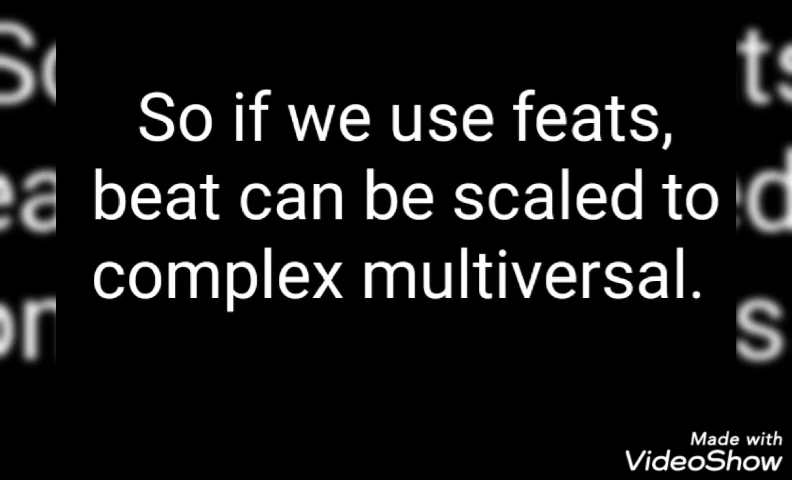 So if we use feats,
beat can be scaled to
complex multiversal.
Made with
VideoShow